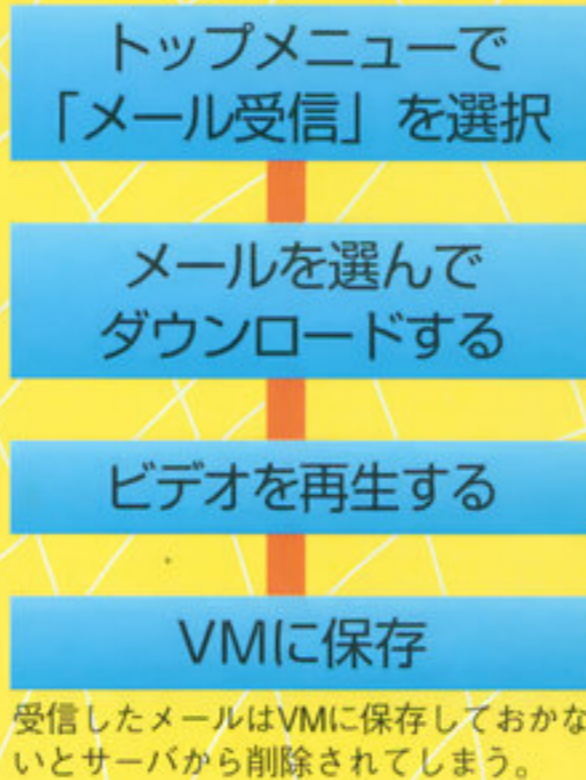 トップメニューで
「メール受信」を選択
メールを選んで
ダウンロードする
ビデオを再生する
VMに保存
受信したメールはVMに保存しておかな
いとサーバから削除されてしまう。